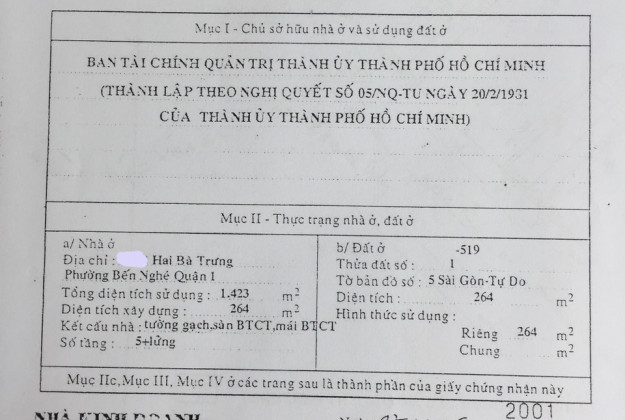 Mục I - Chủ sở hữu nhà ở và sử dụng đất ở
BAN TÀI CHÍNH QUẢN TRỊ THÀNH ỦY THÀNH PHỐ HỒ CHÍ MINH
(THÀNH LẬP THEO NGHỊ QUYẾT SỐ 05/NQ-TU NGÀY 20/2/1981
CỦA THÀNH ỦY THÀNH PHỐ HỒ CHÍ MINH)
Mục II - Thực trạng nhà ở, đất ở
a/ Nhà ở
Địa chỉ : Hai Bà Trưng
Phường Bến Nghé Quận 1
Tổng diện tích sử dụng : 1.423 m²
Diện tích xây dựng : 264 m²
Kết cấu nhà : tường gạch,sàn BTCT,mái BTCT
Số tầng : 5+lửng
b/ Đất ở -519
Thửa đất số : 1
Tờ bản đồ số : 5 Sài Gòn-Tự Do
Diện tích : 264 m²
Hình thức sử dụng :
Riêng 264 m²
Chung m²
Mục IIc,Mục III, Mục IV ở các trang sau là thành phần của giấy chứng nhận này
NHÀ KINH DOANH
2001